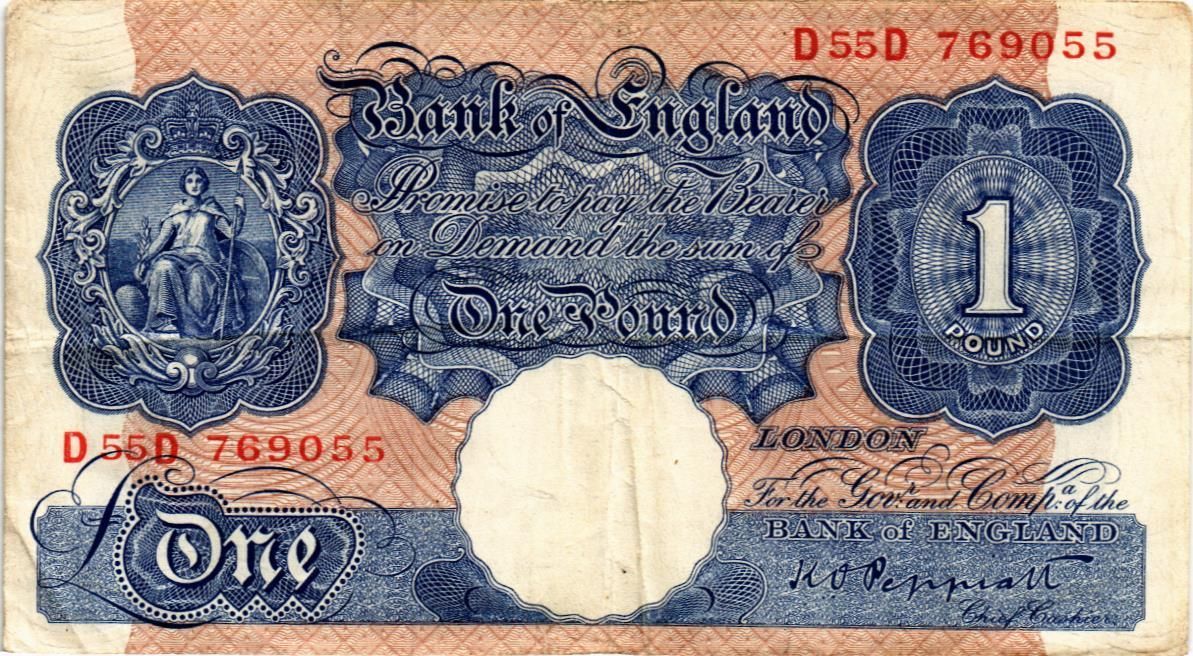 D55D 769055
Bank of England
Promise to pay the Bearer
on Demand the sum of
One Pound
1
POUND
D55D 769055
LONDON
For the Govr. and Compa. of the
BANK of ENGLAND
£One
K O Peppiatt
Chief Cashier